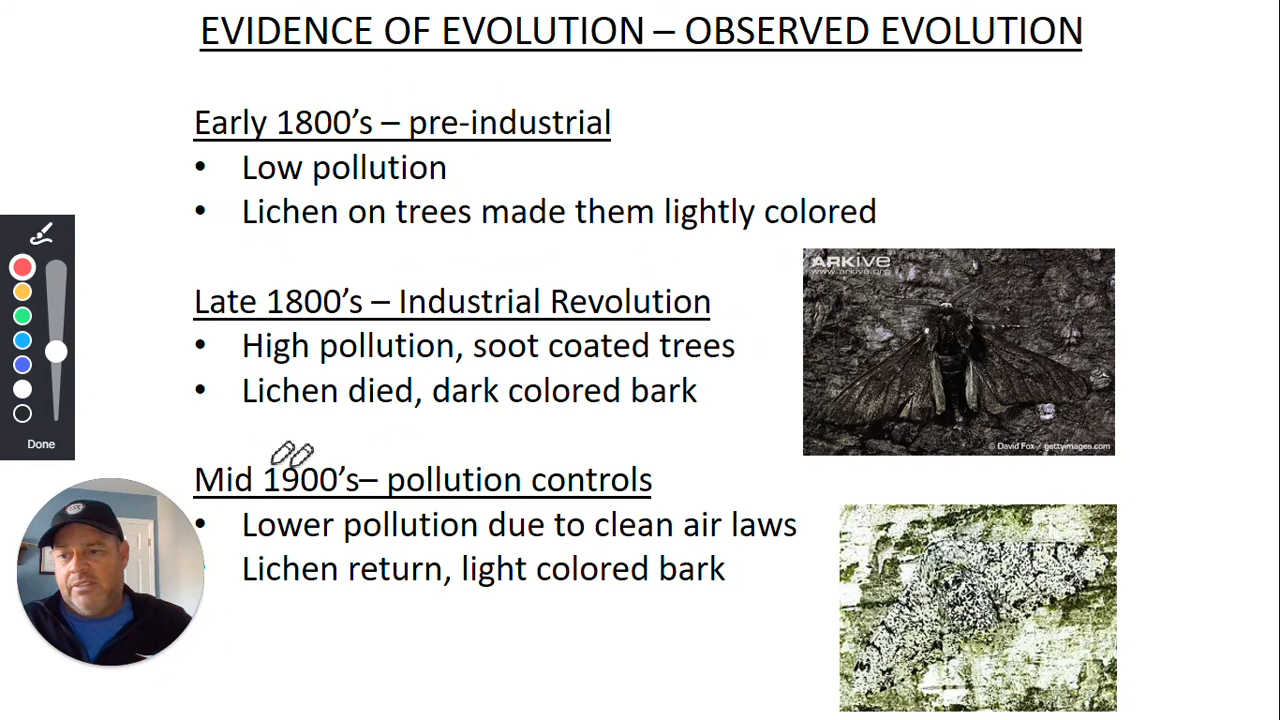 EVIDENCE OF EVOLUTION – OBSERVED EVOLUTION
Early 1800’s – pre-industrial
• Low pollution
• Lichen on trees made them lightly colored
Late 1800’s – Industrial Revolution
• High pollution, soot coated trees
• Lichen died, dark colored bark
Mid 1900’s– pollution controls
• Lower pollution due to clean air laws
Lichen return, light colored bark
ARKIVE
www.arkive.org
© David Fox / gettyimages.com
Done